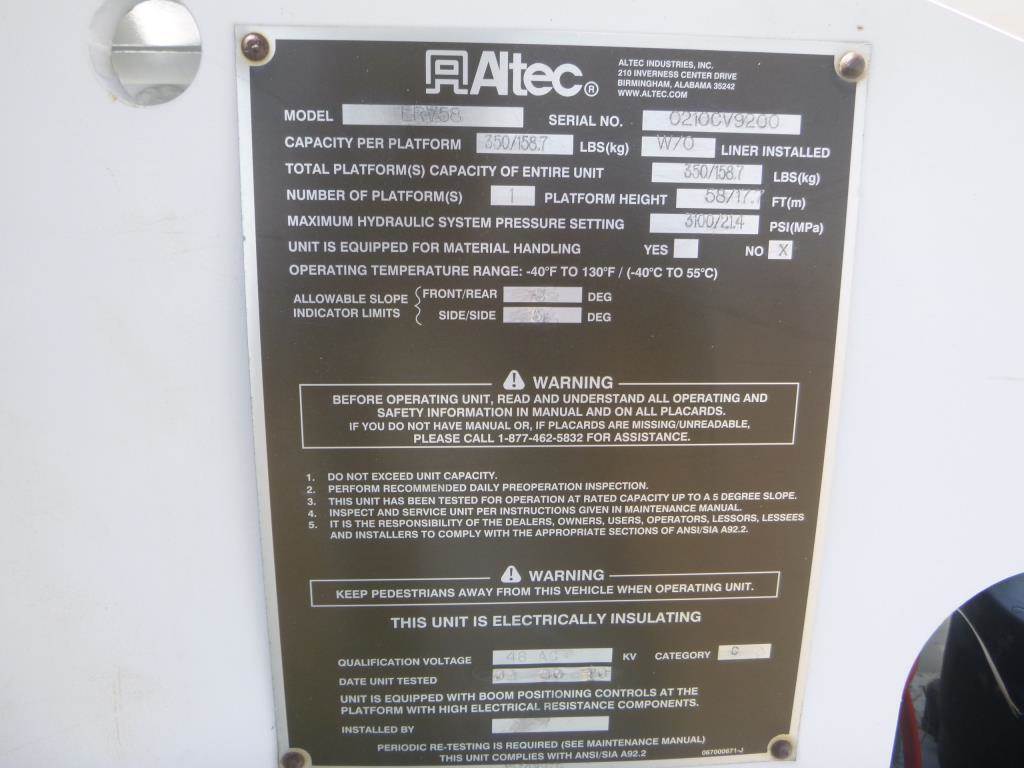 Altec®
ALTEC INDUSTRIES, INC.
210 INVERNESS CENTER DRIVE
BIRMINGHAM, ALABAMA 35242
WWW.ALTEC.COM
MODEL SERIAL NO. 0210CV9200
CAPACITY PER PLATFORM 350/158.7 LBS(kg) W/O LINER INSTALLED
TOTAL PLATFORM(S) CAPACITY OF ENTIRE UNIT 350/158.7 LBS(kg)
NUMBER OF PLATFORM(S) 1 PLATFORM HEIGHT 58/17.7 FT(m)
MAXIMUM HYDRAULIC SYSTEM PRESSURE SETTING 3100/21.4 PSI(MPa)
UNIT IS EQUIPPED FOR MATERIAL HANDLING YES NO X
OPERATING TEMPERATURE RANGE: -40°F TO 130°F / (-40°C TO 55°C)
ALLOWABLE SLOPE INDICATOR LIMITS
FRONT/REAR DEG
SIDE/SIDE DEG
WARNING
BEFORE OPERATING UNIT, READ AND UNDERSTAND ALL OPERATING AND
SAFETY INFORMATION IN MANUAL AND ON ALL PLACARDS.
IF YOU DO NOT HAVE MANUAL OR, IF PLACARDS ARE MISSING/UNREADABLE,
PLEASE CALL 1-877-462-5832 FOR ASSISTANCE.
1. DO NOT EXCEED UNIT CAPACITY.
2. PERFORM RECOMMENDED DAILY PREOPERATION INSPECTION.
3. THIS UNIT HAS BEEN TESTED FOR OPERATION AT RATED CAPACITY UP TO A 5 DEGREE SLOPE.
4. INSPECT AND SERVICE UNIT PER INSTRUCTIONS GIVEN IN MAINTENANCE MANUAL.
5. IT IS THE RESPONSIBILITY OF THE DEALERS, OWNERS, USERS, OPERATORS, LESSORS, LESSEES
AND INSTALLERS TO COMPLY WITH THE APPROPRIATE SECTIONS OF ANSI/SIA A92.2.
WARNING
KEEP PEDESTRIANS AWAY FROM THIS VEHICLE WHEN OPERATING UNIT.
THIS UNIT IS ELECTRICALLY INSULATING
QUALIFICATION VOLTAGE 46 AC KV CATEGORY C
DATE UNIT TESTED
UNIT IS EQUIPPED WITH BOOM POSITIONING CONTROLS AT THE
PLATFORM WITH HIGH ELECTRICAL RESISTANCE COMPONENTS.
INSTALLED BY
PERIODIC RE-TESTING IS REQUIRED (SEE MAINTENANCE MANUAL)
THIS UNIT COMPLIES WITH ANSI/SIA A92.2
067000671-J